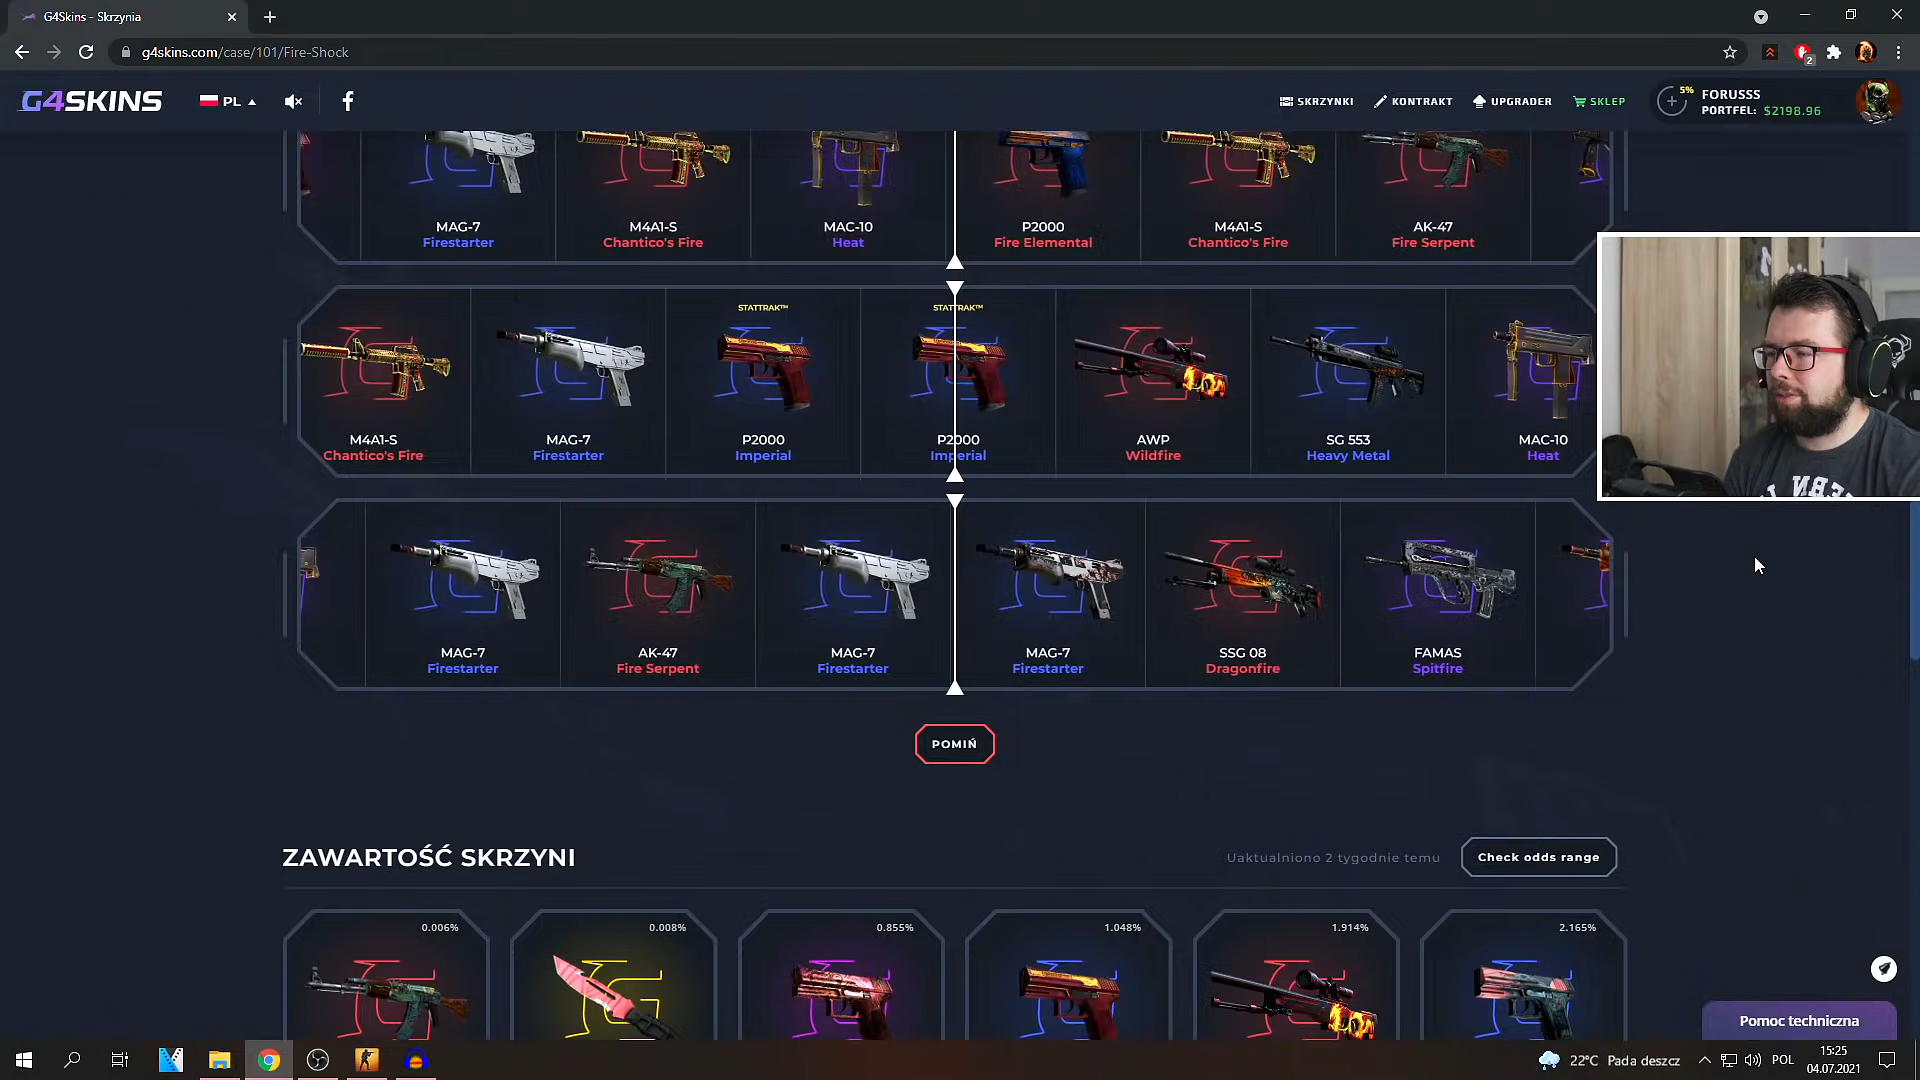 G4Skins - Skrzynia
g4skins.com/case/101/Fire-Shock
2
G4SKINS
PL
SKRZYNKI
KONTRAKT
UPGRADER
SKLEP
5%
FORUSSS
PORTFEL: $2198.96
MAG-7
Firestarter
M4A1-S
Chantico's Fire
MAC-10
Heat
P2000
Fire Elemental
M4A1-S
Chantico's Fire
AK-47
Fire Serpent
M4A1-S
Chantico's Fire
MAG-7
Firestarter
STATTRAK™
P2000
Imperial
STATTRAK™
P2000
Imperial
AWP
Wildfire
SG 553
Heavy Metal
MAC-10
Heat
MAG-7
Firestarter
AK-47
Fire Serpent
MAG-7
Firestarter
MAG-7
Firestarter
SSG 08
Dragonfire
FAMAS
Spitfire
POMIŃ
ZAWARTOŚĆ SKRZYNI
Uaktualniono 2 tygodnie temu
Check odds range
0.006%
0.008%
0.855%
1.048%
1.914%
2.165%
Pomoc techniczna
22°C Pada deszcz
POL
15:25
04.07.2021